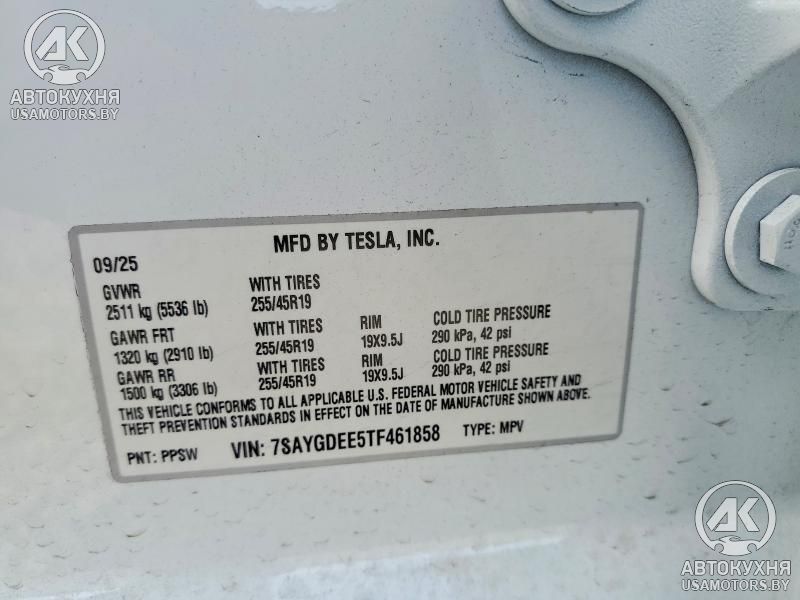 АК
АВТОКУХНЯ
USAMOTORS.BY
MFD BY TESLA, INC.
09/25
GVWR WITH TIRES
2511 kg (5536 lb) 255/45R19
GAWR FRT WITH TIRES RIM COLD TIRE PRESSURE
1320 kg (2910 lb) 255/45R19 19X9.5J 290 kPa, 42 psi
GAWR RR WITH TIRES RIM COLD TIRE PRESSURE
1500 kg (3306 lb) 255/45R19 19X9.5J 290 kPa, 42 psi
THIS VEHICLE CONFORMS TO ALL APPLICABLE U.S. FEDERAL MOTOR VEHICLE SAFETY AND
THEFT PREVENTION STANDARDS IN EFFECT ON THE DATE OF MANUFACTURE SHOWN ABOVE.
PNT: PPSW VIN: 7SAYGDEE5TF461858 TYPE: MPV
АК
АВТОКУХНЯ
USAMOTORS.BY